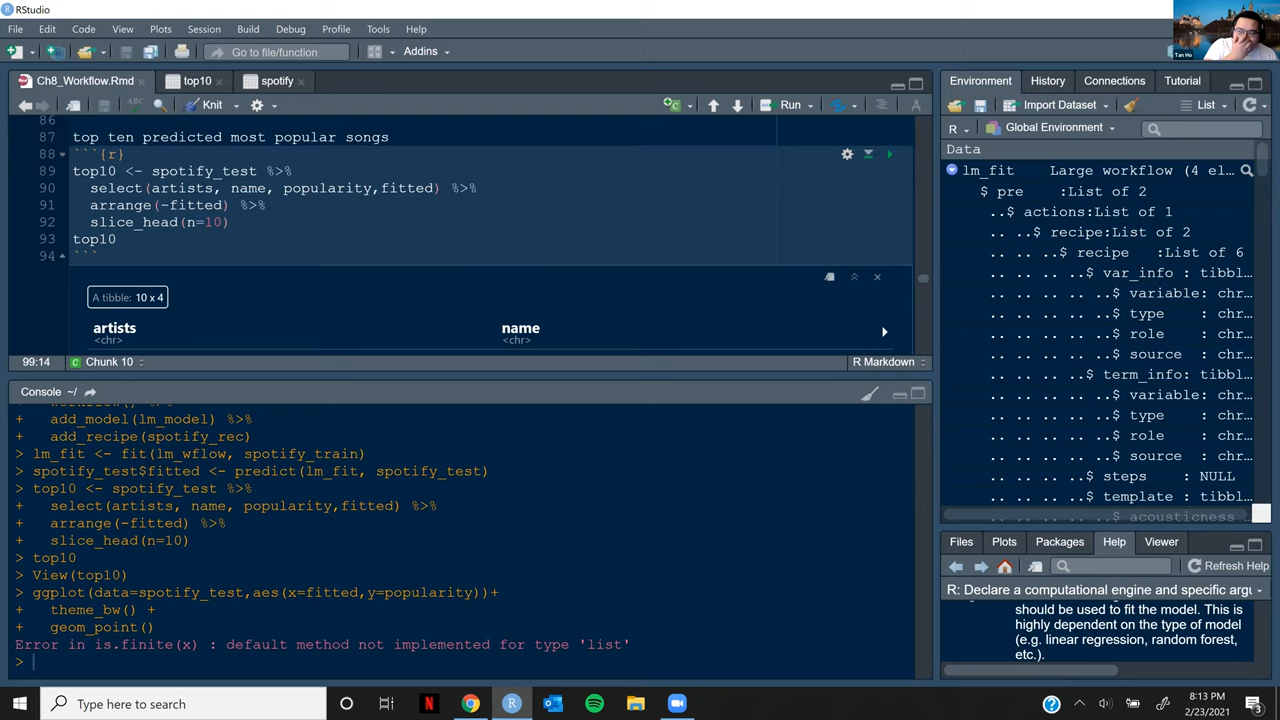 RStudio
File Edit Code View Plots Session Build Debug Profile Tools Help
Go to file/function Addins
Tan Ho
Ch8_Workflow.Rmd top10 spotify
Knit Run
86
87 top ten predicted most popular songs
88 ```{r}
89 top10 <- spotify_test %>%
90 select(artists, name, popularity,fitted) %>%
91 arrange(-fitted) %>%
92 slice_head(n=10)
93 top10
94 ```
A tibble: 10 x 4
artists name
<chr> <chr>
99:14 Chunk 10 R Markdown
Console ~/
+ workflow() %>%
+ add_model(lm_model) %>%
+ add_recipe(spotify_rec)
> lm_fit <- fit(lm_wflow, spotify_train)
> spotify_test$fitted <- predict(lm_fit, spotify_test)
> top10 <- spotify_test %>%
+ select(artists, name, popularity,fitted) %>%
+ arrange(-fitted) %>%
+ slice_head(n=10)
> top10
> View(top10)
> ggplot(data=spotify_test,aes(x=fitted,y=popularity))+
+ theme_bw() +
+ geom_point()
Error in is.finite(x) : default method not implemented for type 'list'
>
Environment History Connections Tutorial
Import Dataset List
R Global Environment
Data
lm_fit Large workflow (4 el…
$ pre :List of 2
..$ actions:List of 1
.. ..$ recipe:List of 2
.. .. ..$ recipe :List of 6
.. .. .. ..$ var_info : tibbl…
.. .. .. .. ..$ variable: chr…
.. .. .. .. ..$ type : chr…
.. .. .. .. ..$ role : chr…
.. .. .. .. ..$ source : chr…
.. .. .. ..$ term_info: tibbl…
.. .. .. .. ..$ variable: chr…
.. .. .. .. ..$ type : chr…
.. .. .. .. ..$ role : chr…
.. .. .. .. ..$ source : chr…
.. .. .. ..$ steps : NULL
.. .. .. ..$ template : tibbl…
.. .. .. .. ..$ acousticness
Files Plots Packages Help Viewer
Refresh Help
R: Declare a computational engine and specific argu
should be used to fit the model. This is
highly dependent on the type of model
(e.g. linear regression, random forest,
etc.).
Type here to search
8:13 PM
2/23/2021
3